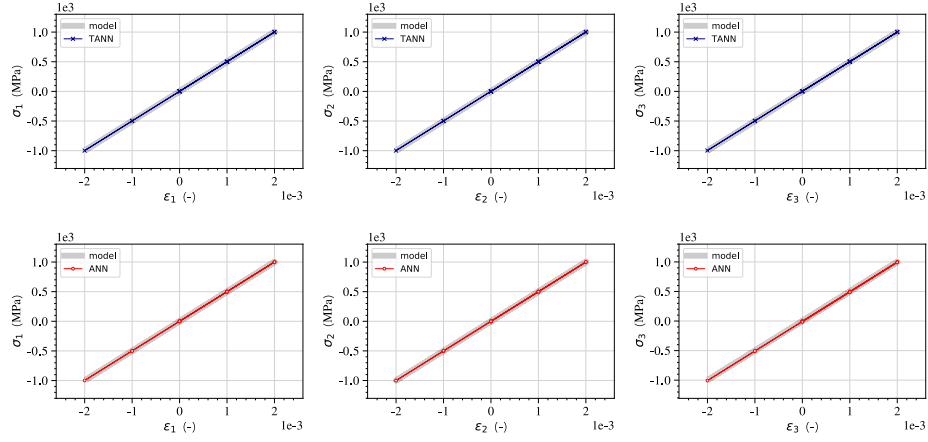 1e3 1e3 1e3
model model model
TANN TANN TANN
1.0 1.0 1.0
0.5 0.5 0.5
σ1 (MPa) σ2 (MPa) σ3 (MPa)
0.0 0.0 0.0
-0.5 -0.5 -0.5
-1.0 -1.0 -1.0
-2 -1 0 1 2 -2 -1 0 1 2 -2 -1 0 1 2
ε1 (-) 1e-3 ε2 (-) 1e-3 ε3 (-) 1e-3
1e3 1e3 1e3
model model model
ANN ANN ANN
1.0 1.0 1.0
0.5 0.5 0.5
σ1 (MPa) σ2 (MPa) σ3 (MPa)
0.0 0.0 0.0
-0.5 -0.5 -0.5
-1.0 -1.0 -1.0
-2 -1 0 1 2 -2 -1 0 1 2 -2 -1 0 1 2
ε1 (-) 1e-3 ε2 (-) 1e-3 ε3 (-) 1e-3